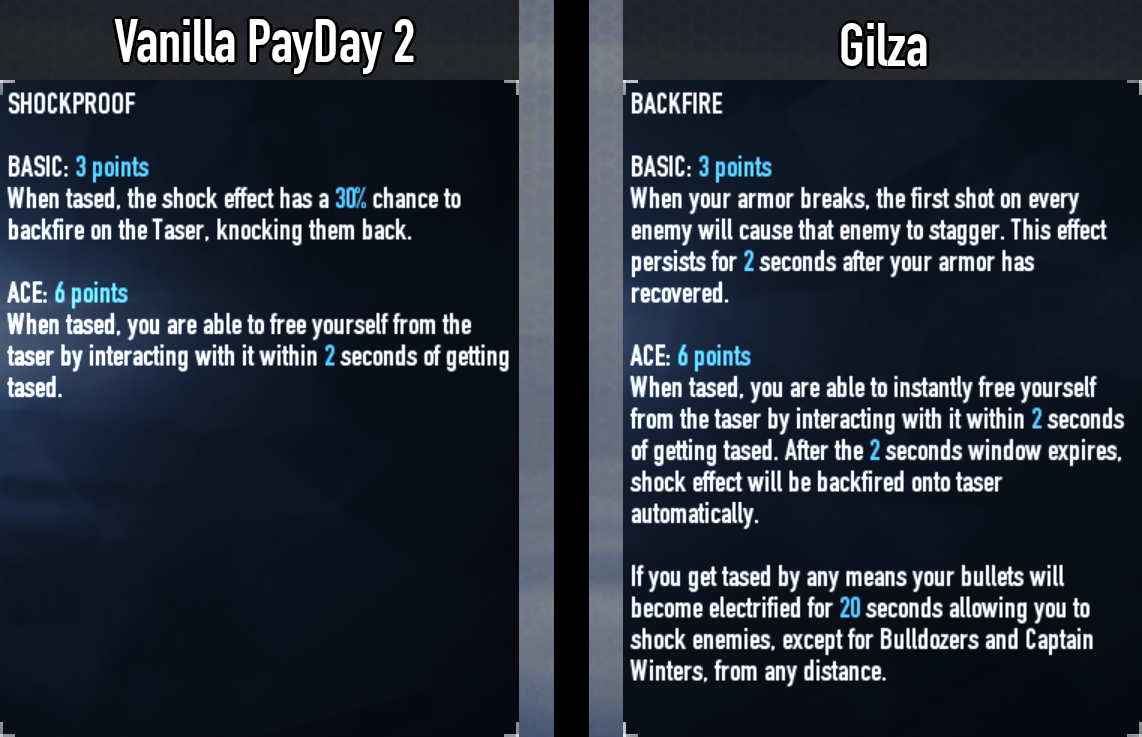 Vanilla PayDay 2
SHOCKPROOF
BASIC: 3 points
When tased, the shock effect has a 30% chance to
backfire on the Taser, knocking them back.
ACE: 6 points
When tased, you are able to free yourself from the
taser by interacting with it within 2 seconds of getting
tased.
Gilza
BACKFIRE
BASIC: 3 points
When your armor breaks, the first shot on every
enemy will cause that enemy to stagger. This effect
persists for 2 seconds after your armor has
recovered.
ACE: 6 points
When tased, you are able to instantly free yourself
from the taser by interacting with it within 2 seconds
of getting tased. After the 2 seconds window expires,
shock effect will be backfired onto taser
automatically.
If you get tased by any means your bullets will
become electrified for 20 seconds allowing you to
shock enemies, except for Bulldozers and Captain
Winters, from any distance.